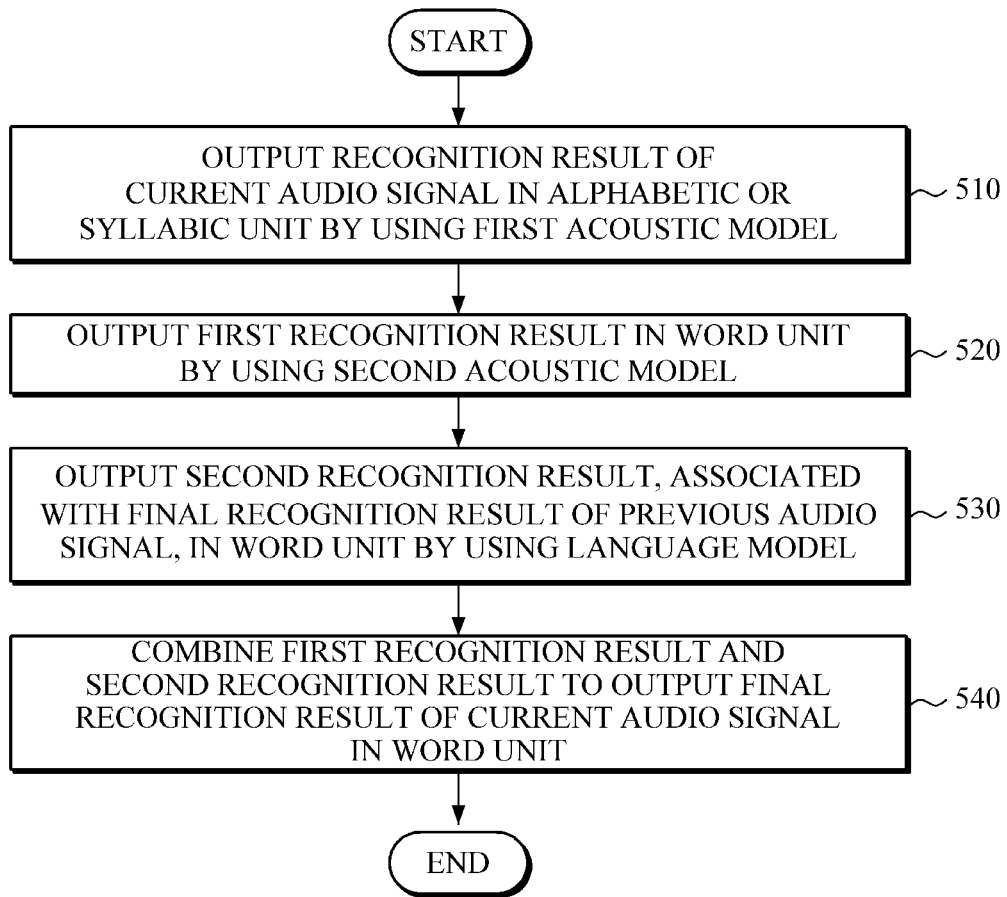 START
OUTPUT RECOGNITION RESULT OF
CURRENT AUDIO SIGNAL IN ALPHABETIC OR
SYLLABIC UNIT BY USING FIRST ACOUSTIC MODEL
510
OUTPUT FIRST RECOGNITION RESULT IN WORD UNIT
BY USING SECOND ACOUSTIC MODEL
520
OUTPUT SECOND RECOGNITION RESULT, ASSOCIATED
WITH FINAL RECOGNITION RESULT OF PREVIOUS AUDIO
SIGNAL, IN WORD UNIT BY USING LANGUAGE MODEL
530
COMBINE FIRST RECOGNITION RESULT AND
SECOND RECOGNITION RESULT TO OUTPUT FINAL
RECOGNITION RESULT OF CURRENT AUDIO SIGNAL
IN WORD UNIT
540
END